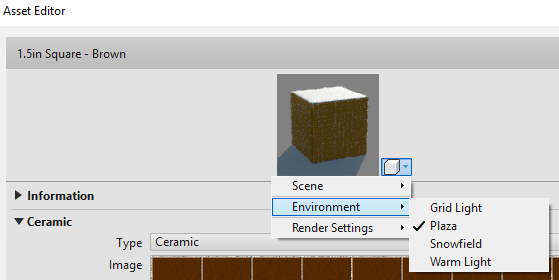 Asset Editor
1.5in Square - Brown
Scene
Information
Environment
Grid Light
Render Settings
Plaza
Ceramic
Snowfield
Type
Ceramic
Warm Light
Image